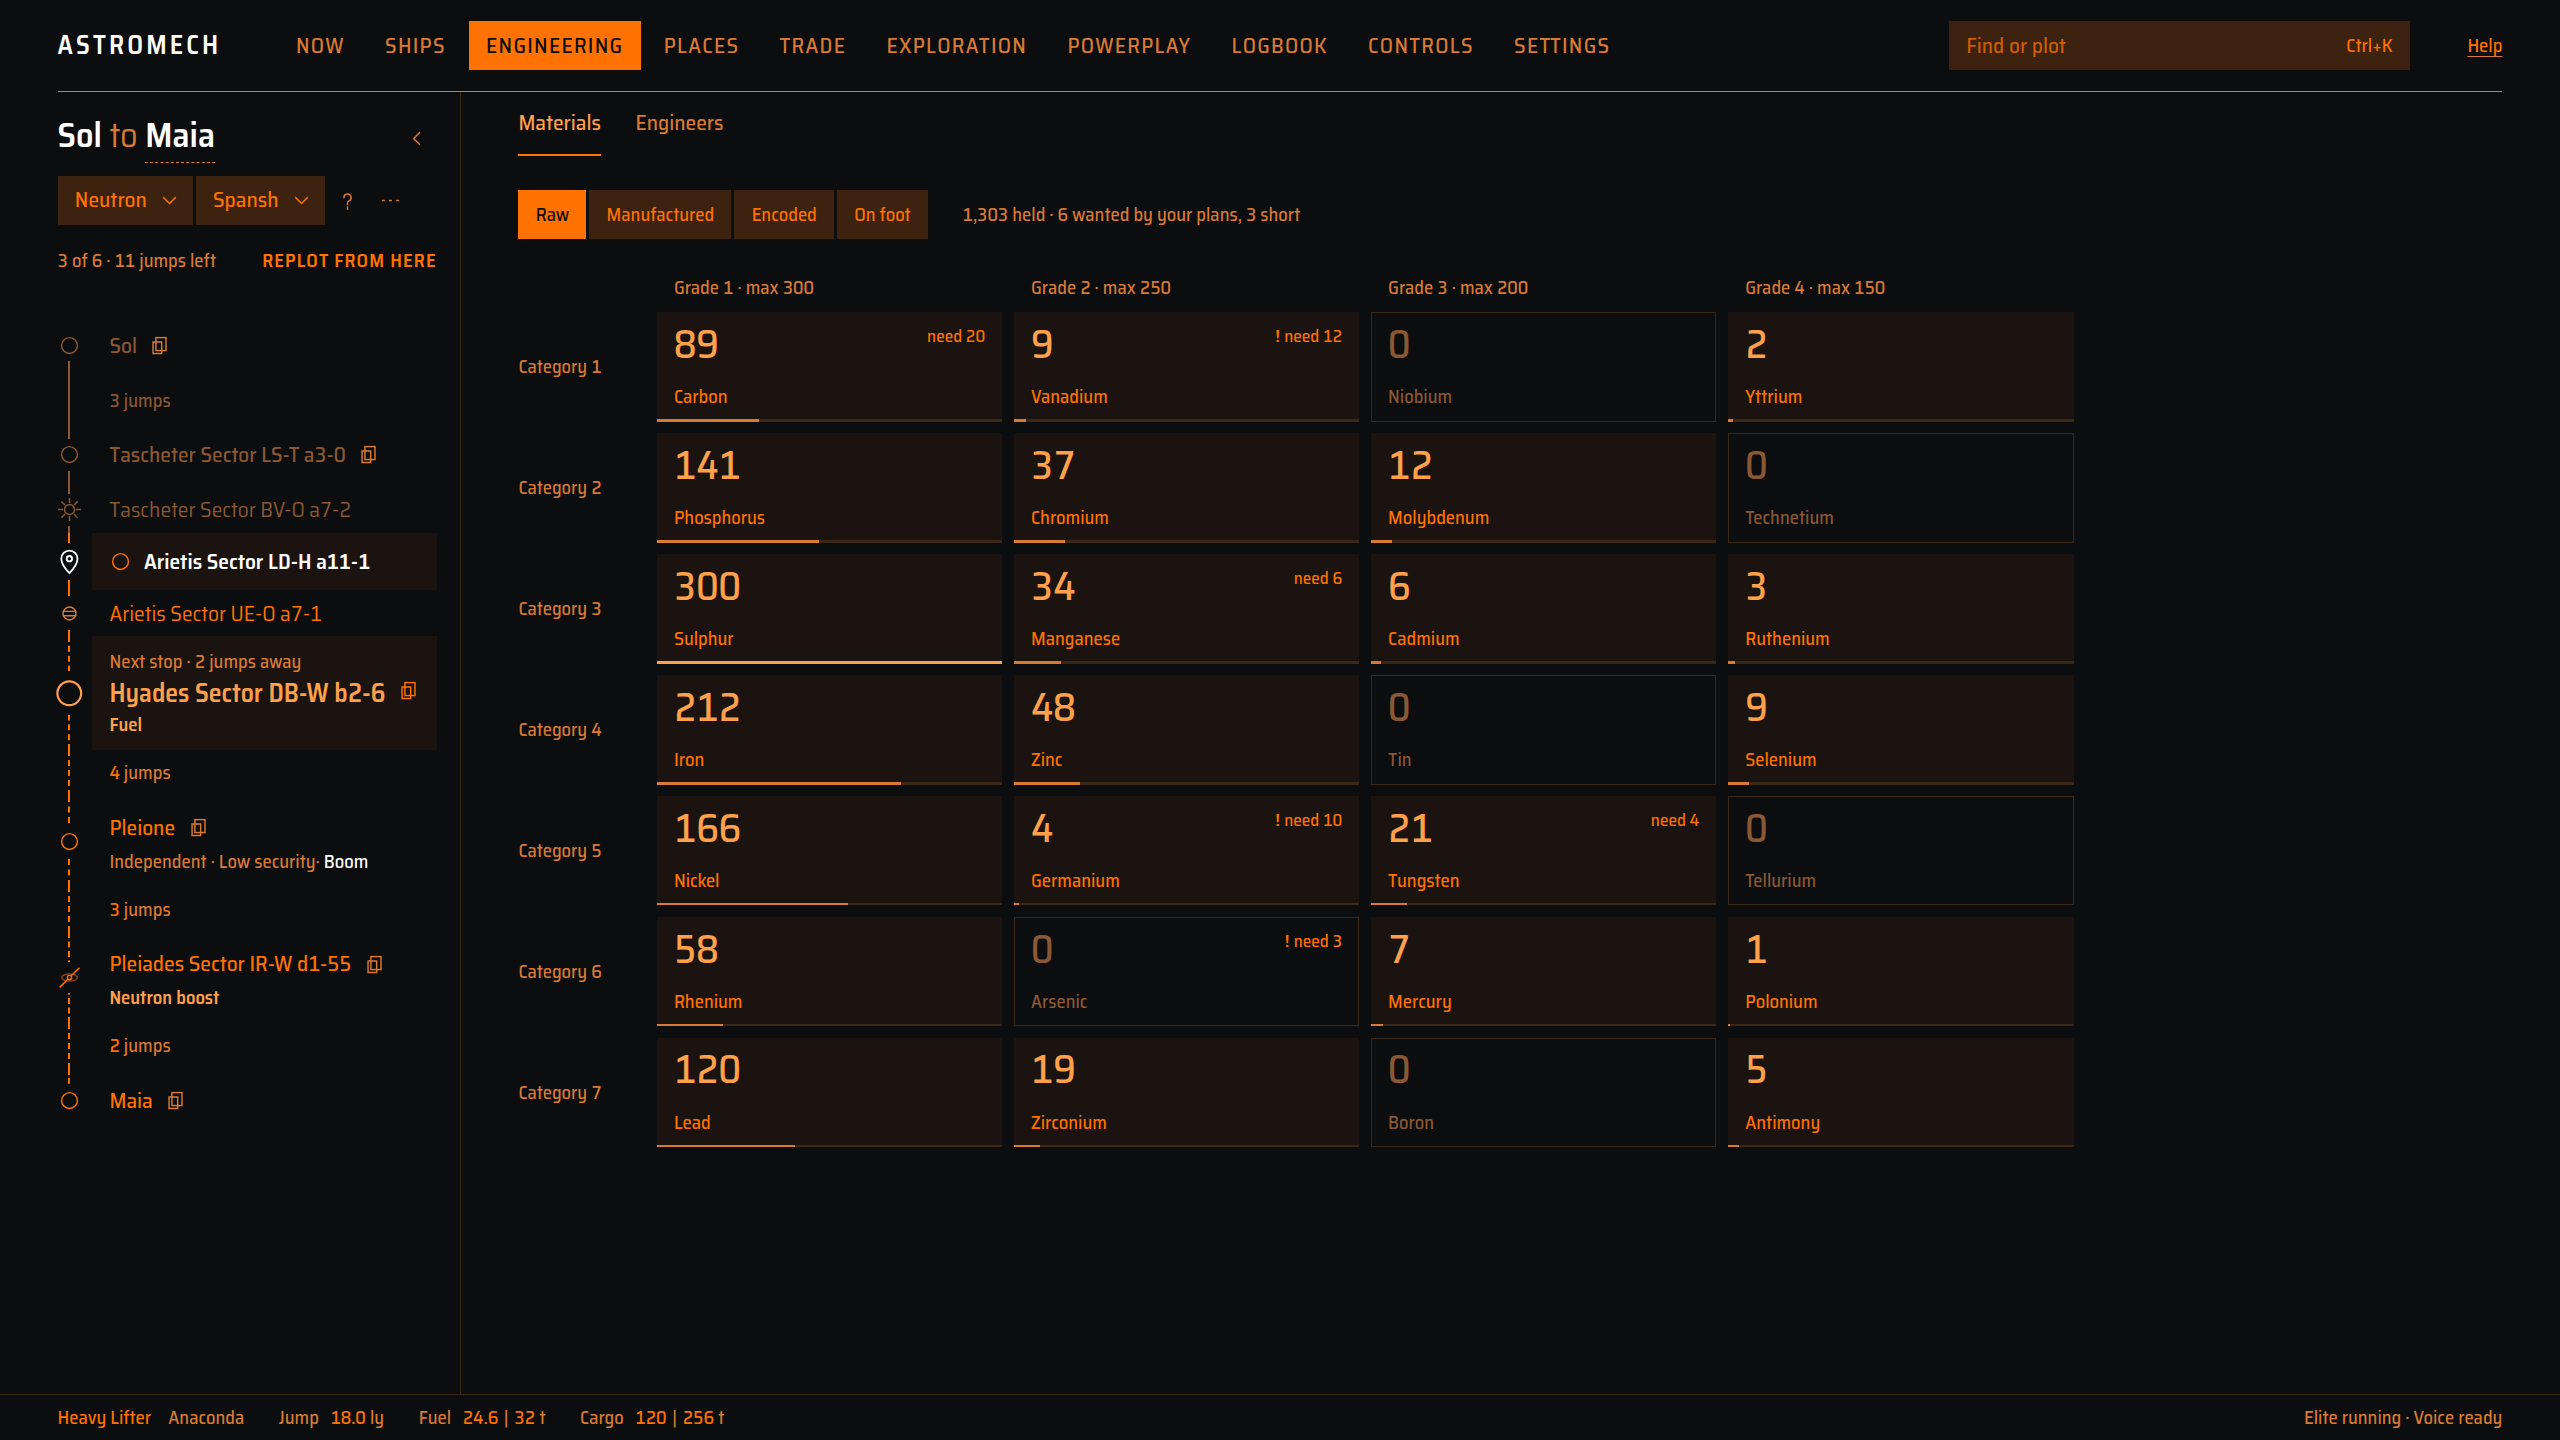 ASTROMECH NOW SHIPS ENGINEERING PLACES TRADE EXPLORATION POWERPLAY LOGBOOK CONTROLS SETTINGS Find or plot Ctrl+K Help
Sol to Maia
Neutron Spansh ? ···
3 of 6 · 11 jumps left REPLOT FROM HERE
Sol
3 jumps
Tascheter Sector LS-T a3-0
Tascheter Sector BV-O a7-2
Arietis Sector LD-H a11-1
Arietis Sector UE-O a7-1
Next stop · 2 jumps away
Hyades Sector DB-W b2-6
Fuel
4 jumps
Pleione
Independent · Low security· Boom
3 jumps
Pleiades Sector IR-W d1-55
Neutron boost
2 jumps
Maia
Materials Engineers
Raw Manufactured Encoded On foot 1,303 held · 6 wanted by your plans, 3 short
Grade 1 · max 300 Grade 2 · max 250 Grade 3 · max 200 Grade 4 · max 150
Category 1
89 need 20
Carbon
9 ! need 12
Vanadium
0
Niobium
2
Yttrium
Category 2
141
Phosphorus
37
Chromium
12
Molybdenum
0
Technetium
Category 3
300
Sulphur
34 need 6
Manganese
6
Cadmium
3
Ruthenium
Category 4
212
Iron
48
Zinc
0
Tin
9
Selenium
Category 5
166
Nickel
4 ! need 10
Germanium
21 need 4
Tungsten
0
Tellurium
Category 6
58
Rhenium
0 ! need 3
Arsenic
7
Mercury
1
Polonium
Category 7
120
Lead
19
Zirconium
0
Boron
5
Antimony
Heavy Lifter Anaconda Jump 18.0 ly Fuel 24.6 | 32 t Cargo 120 | 256 t Elite running · Voice ready